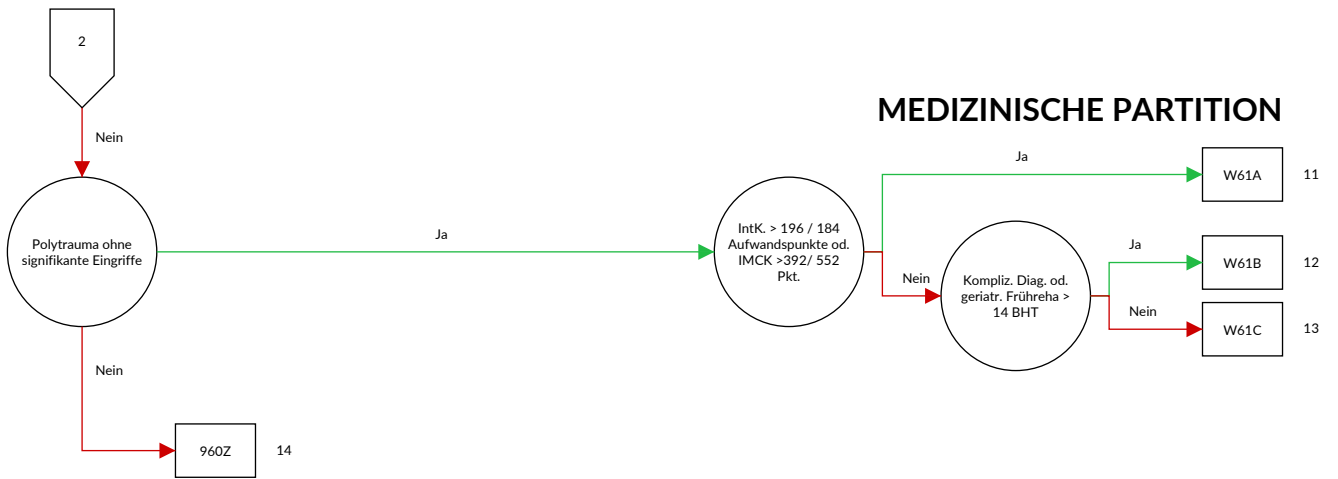 2
MEDIZINISCHE PARTITION
Nein
Ja
W61A
11
Polytrauma ohne
signifikante Eingriffe
Ja
IntK. > 196 / 184
Aufwandspunkte od.
IMCK >392/ 552
Pkt.
Nein
Kompliz. Diag. od.
geriatr. Frühreha >
14 BHT
Ja
W61B
12
Nein
W61C
13
Nein
960Z
14